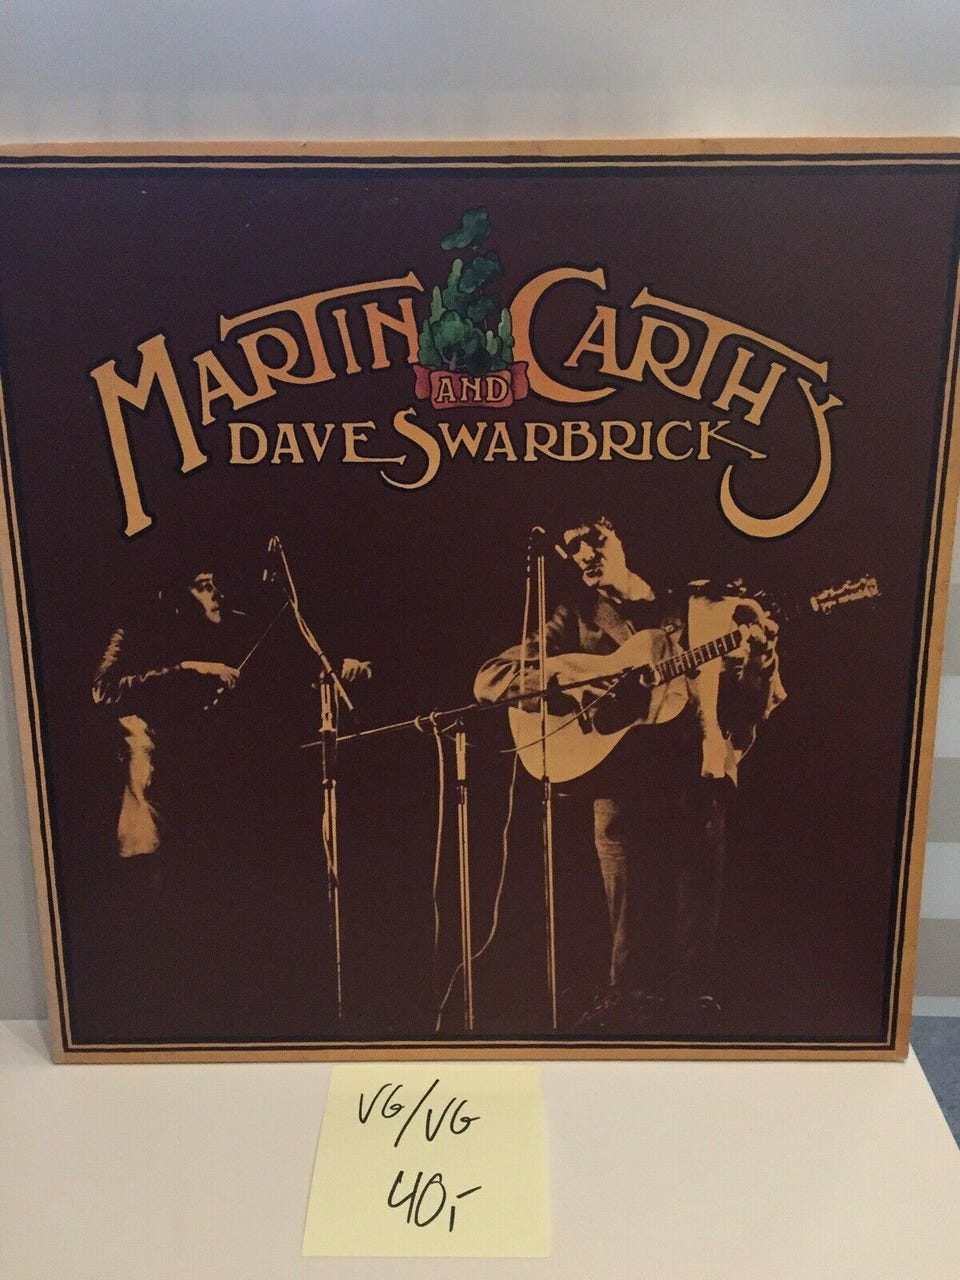 MARTIN CARTHY
AND
DAVE SWARBRICK
VG/VG
40,-